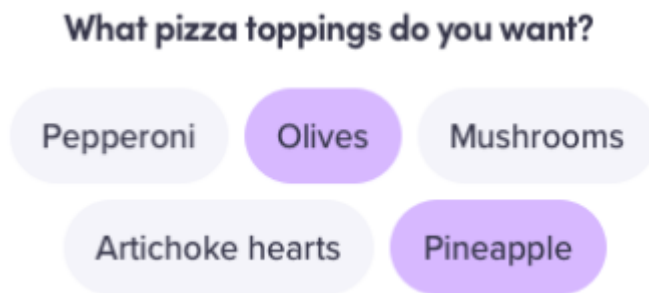 What pizza toppings do you want?
Pepperoni Olives Mushrooms
Artichoke hearts Pineapple